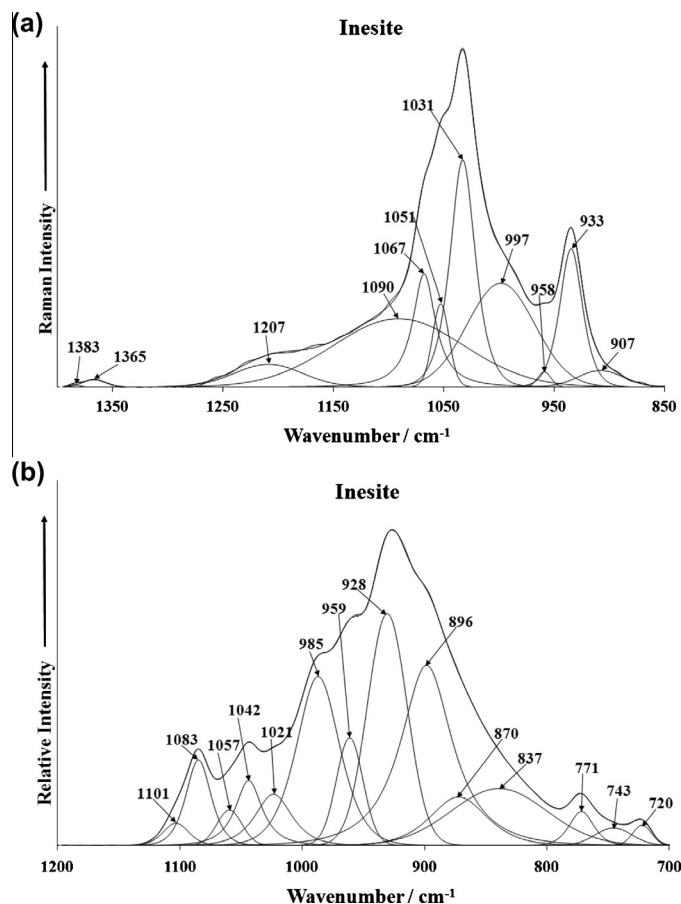 (a)
Inesite
1031
1051
1067
1090
997
933
958
907
1207
1383
1365
Raman Intensity
1350 1250 1150 1050 950 850
Wavenumber / cm-1
(b)
Inesite
928
959
896
985
1042
1021
1083
1057
1101
870
837
771
743
720
Relative Intensity
1200 1100 1000 900 800 700
Wavenumber / cm-1